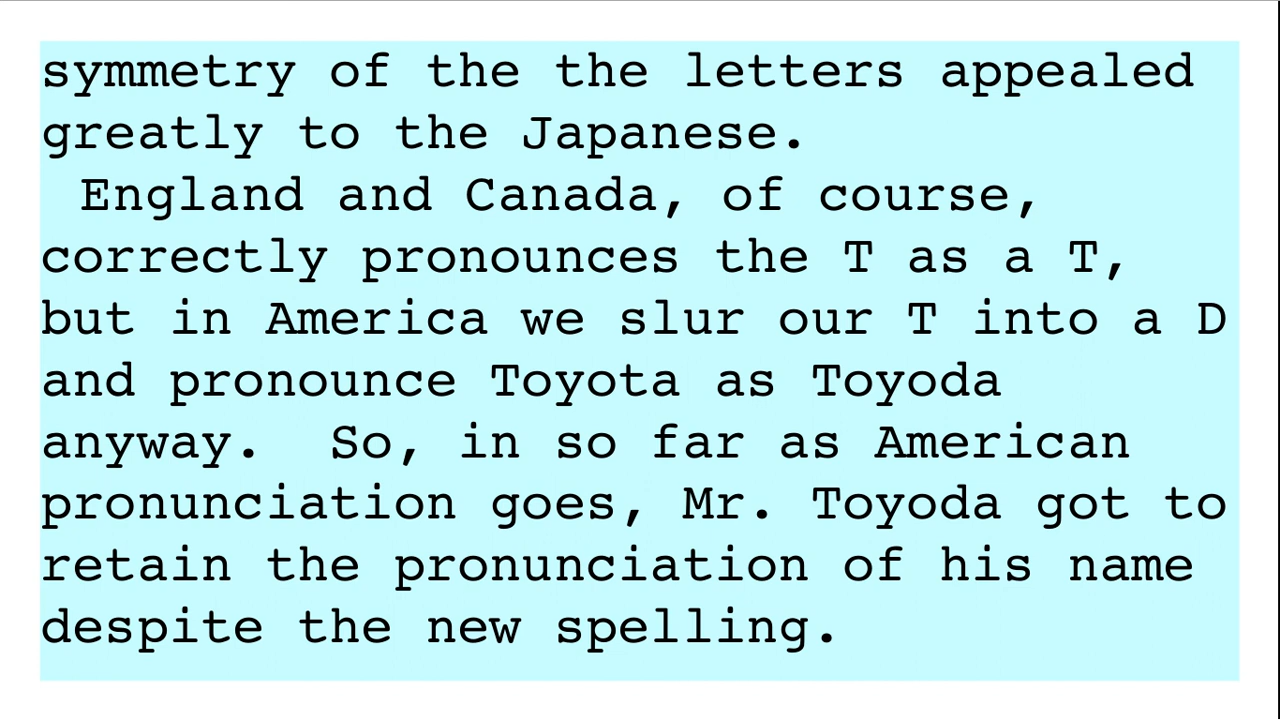 symmetry of the the letters appealed
greatly to the Japanese.
England and Canada, of course,
correctly pronounces the T as a T,
but in America we slur our T into a D
and pronounce Toyota as Toyoda
anyway.  So, in so far as American
pronunciation goes, Mr. Toyoda got to
retain the pronunciation of his name
despite the new spelling.